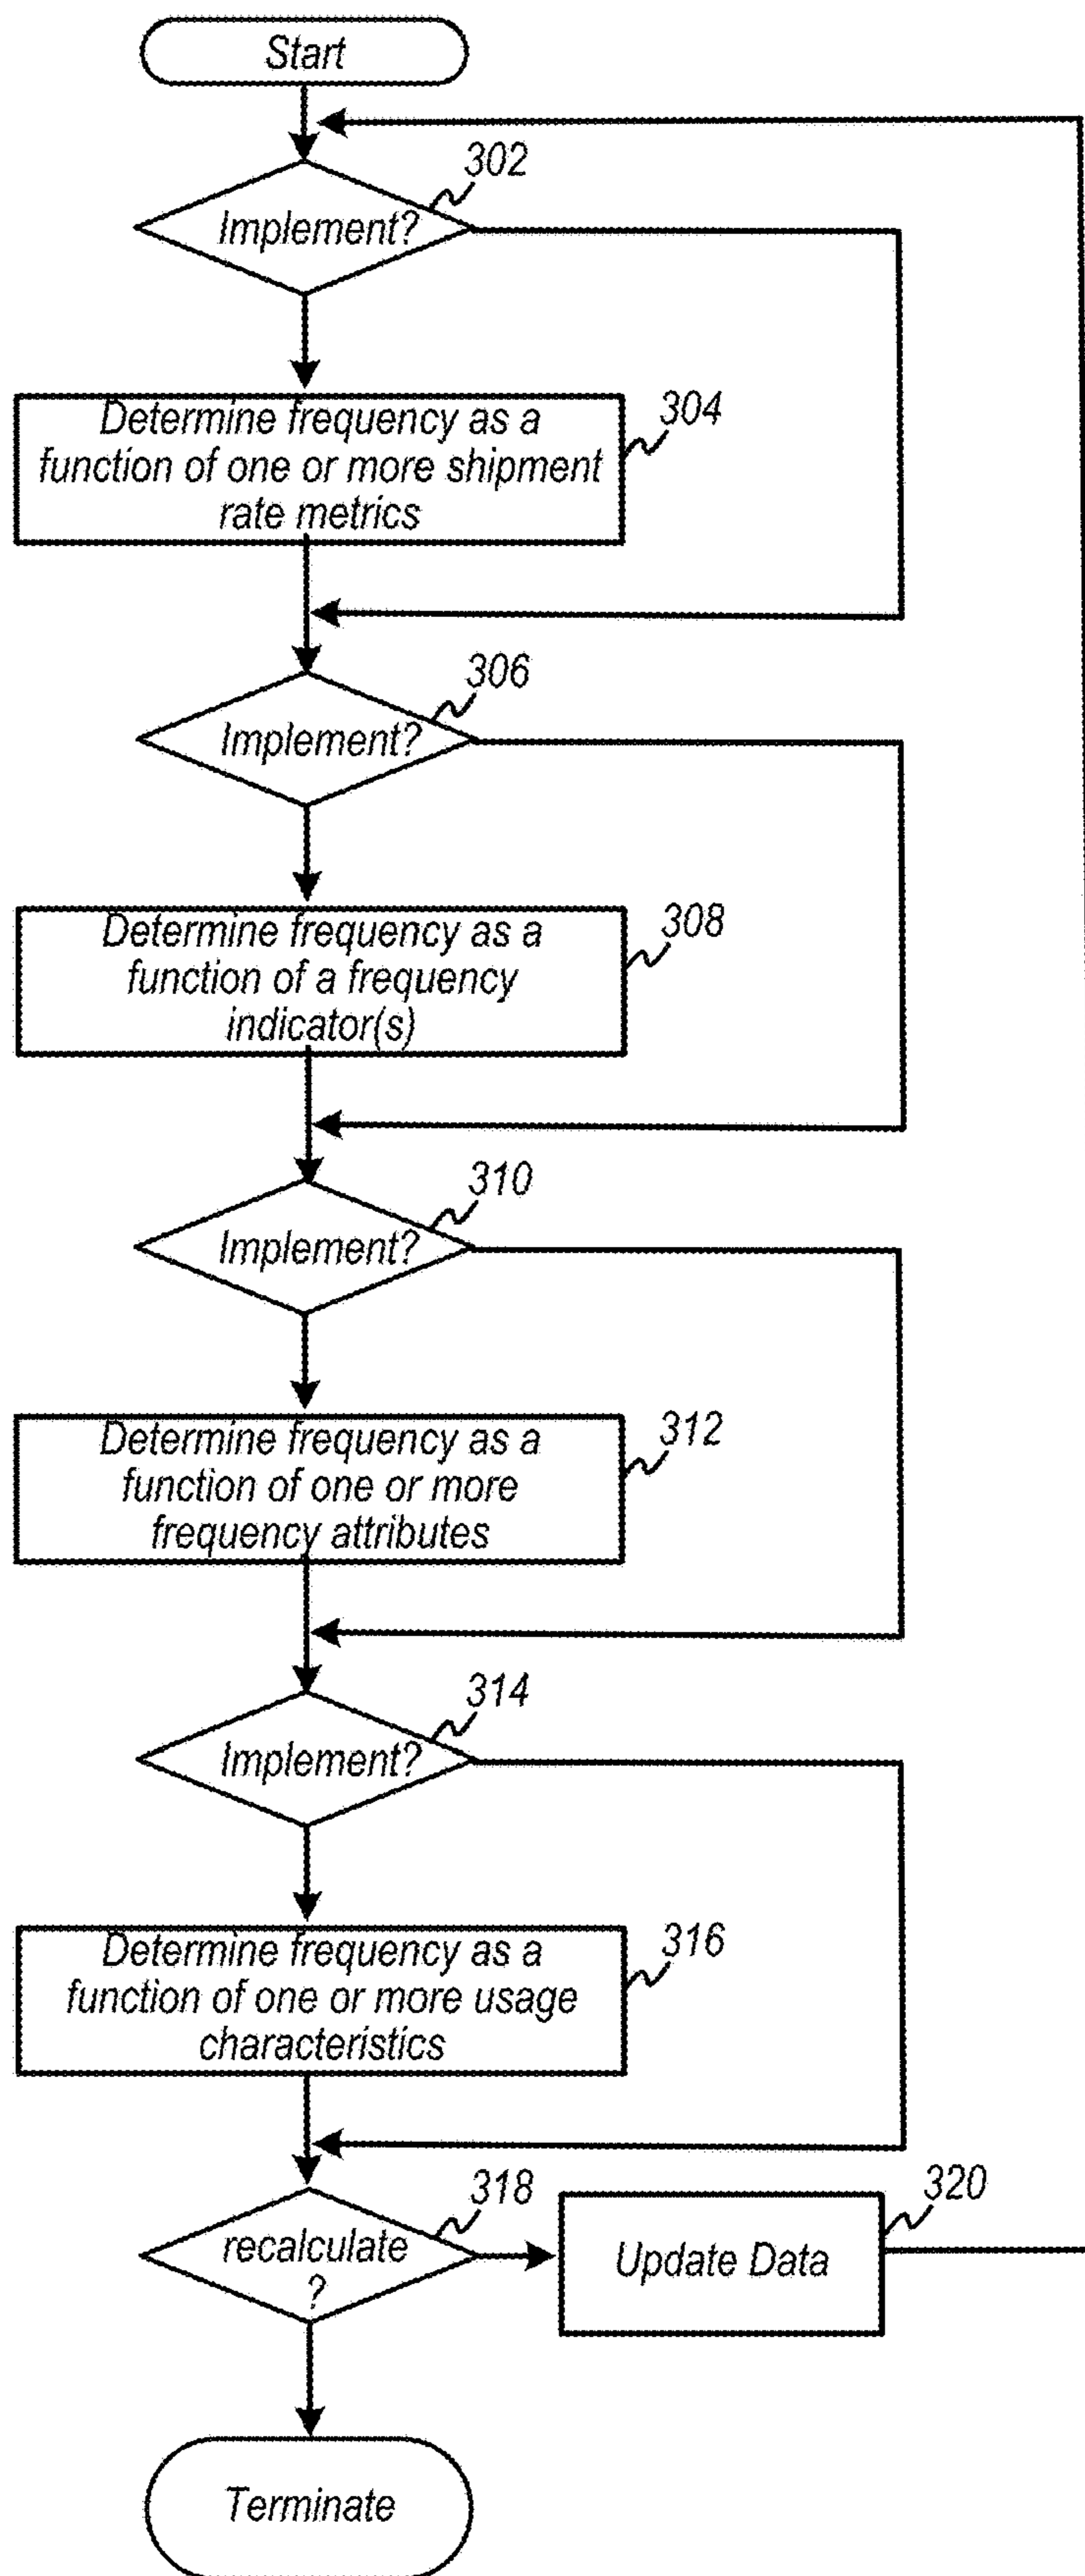 Start
302
Implement?
304
Determine frequency as a
function of one or more shipment
rate metrics
306
Implement?
308
Determine frequency as a
function of a frequency
indicator(s)
310
Implement?
312
Determine frequency as a
function of one or more
frequency attributes
314
Implement?
316
Determine frequency as a
function of one or more usage
characteristics
318
recalculate
?
320
Update Data
Terminate